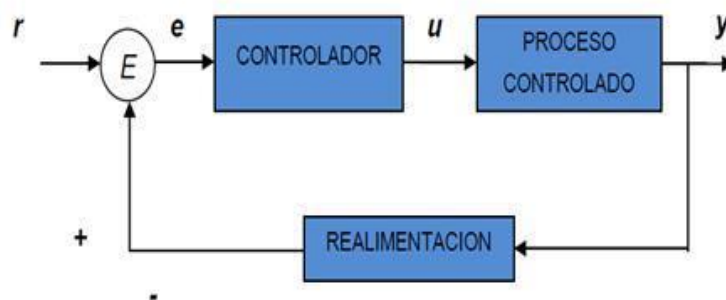 r
e
u
y
E
CONTROLADOR
PROCESO
CONTROLADO
+
REALIMENTACION
-